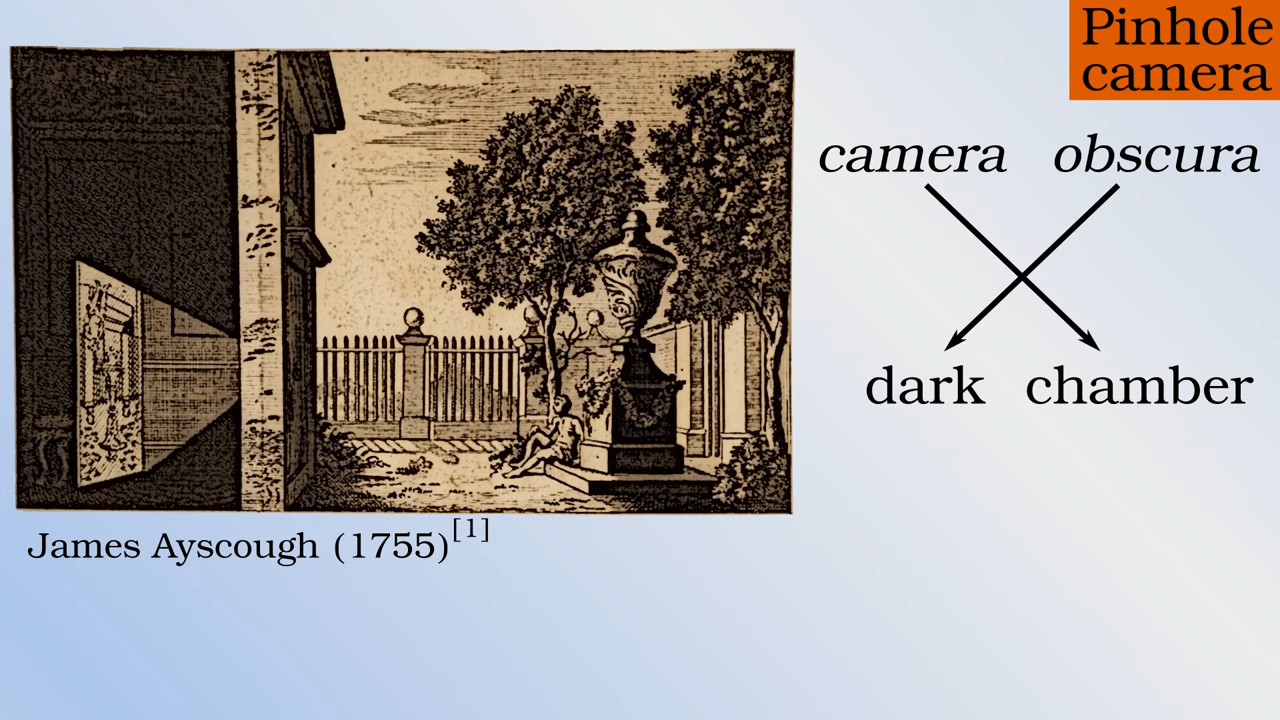 Pinhole
camera
camera obscura
dark chamber
James Ayscough (1755)[1]